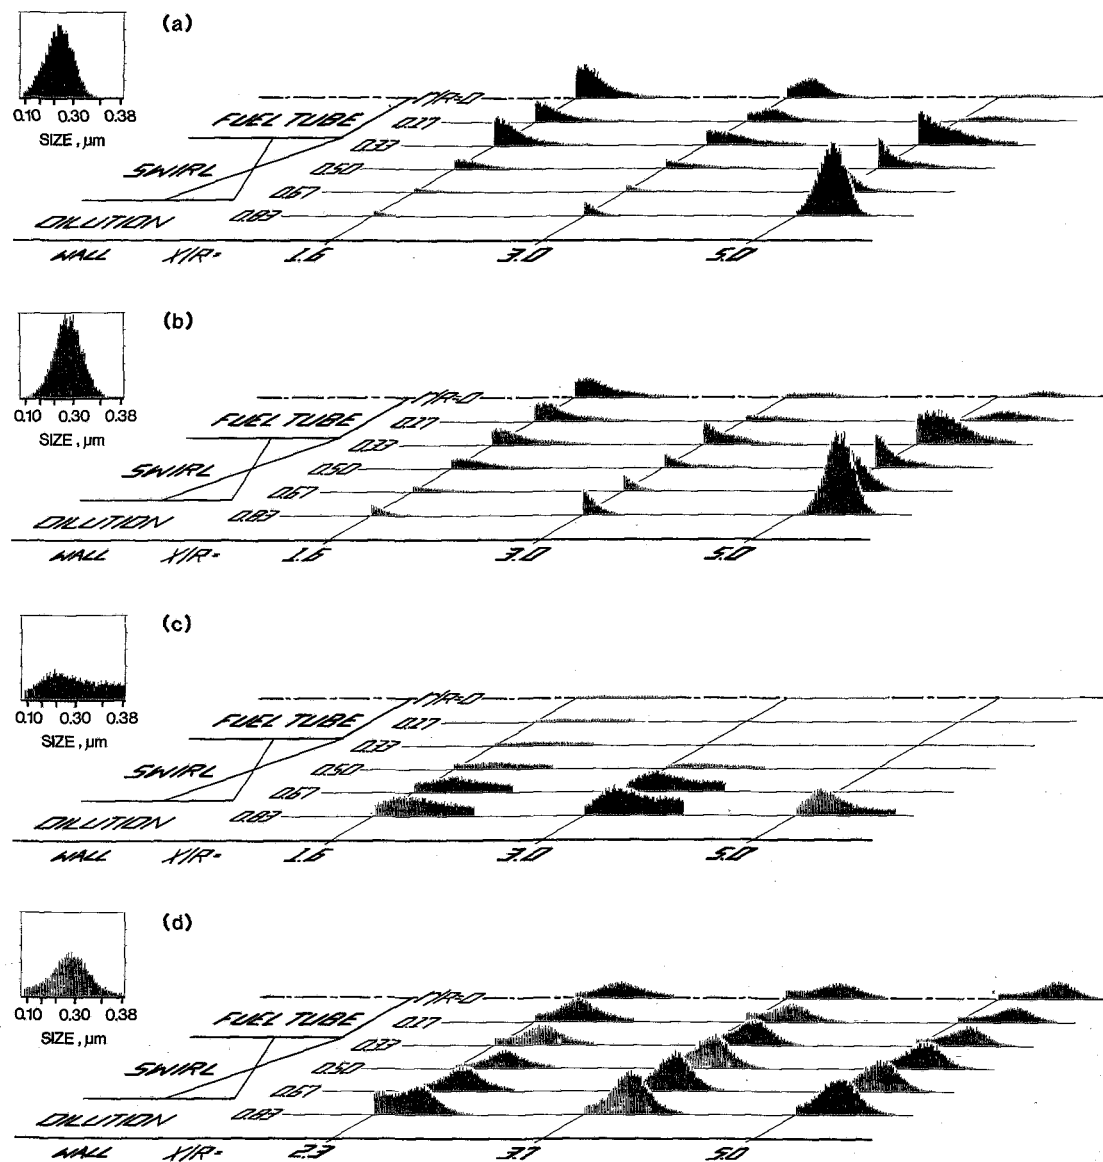 (a)
0.10 0.30 0.38
SIZE, µm
r/R=0
FUEL TUBE 0.17
0.33
SWIRL 0.50
0.67
DILUTION 0.83
WALL X/R= 1.6 3.0 5.0
(b)
0.10 0.30 0.38
SIZE, µm
r/R=0
FUEL TUBE 0.17
0.33
SWIRL 0.50
0.67
DILUTION 0.83
WALL X/R= 1.6 3.0 5.0
(c)
0.10 0.30 0.38
SIZE, µm
r/R=0
FUEL TUBE 0.17
0.33
SWIRL 0.50
0.67
DILUTION 0.83
WALL X/R= 1.6 3.0 5.0
(d)
0.10 0.30 0.38
SIZE, µm
r/R=0
FUEL TUBE 0.17
0.33
SWIRL 0.50
0.67
DILUTION 0.83
WALL X/R= 2.3 3.7 5.0